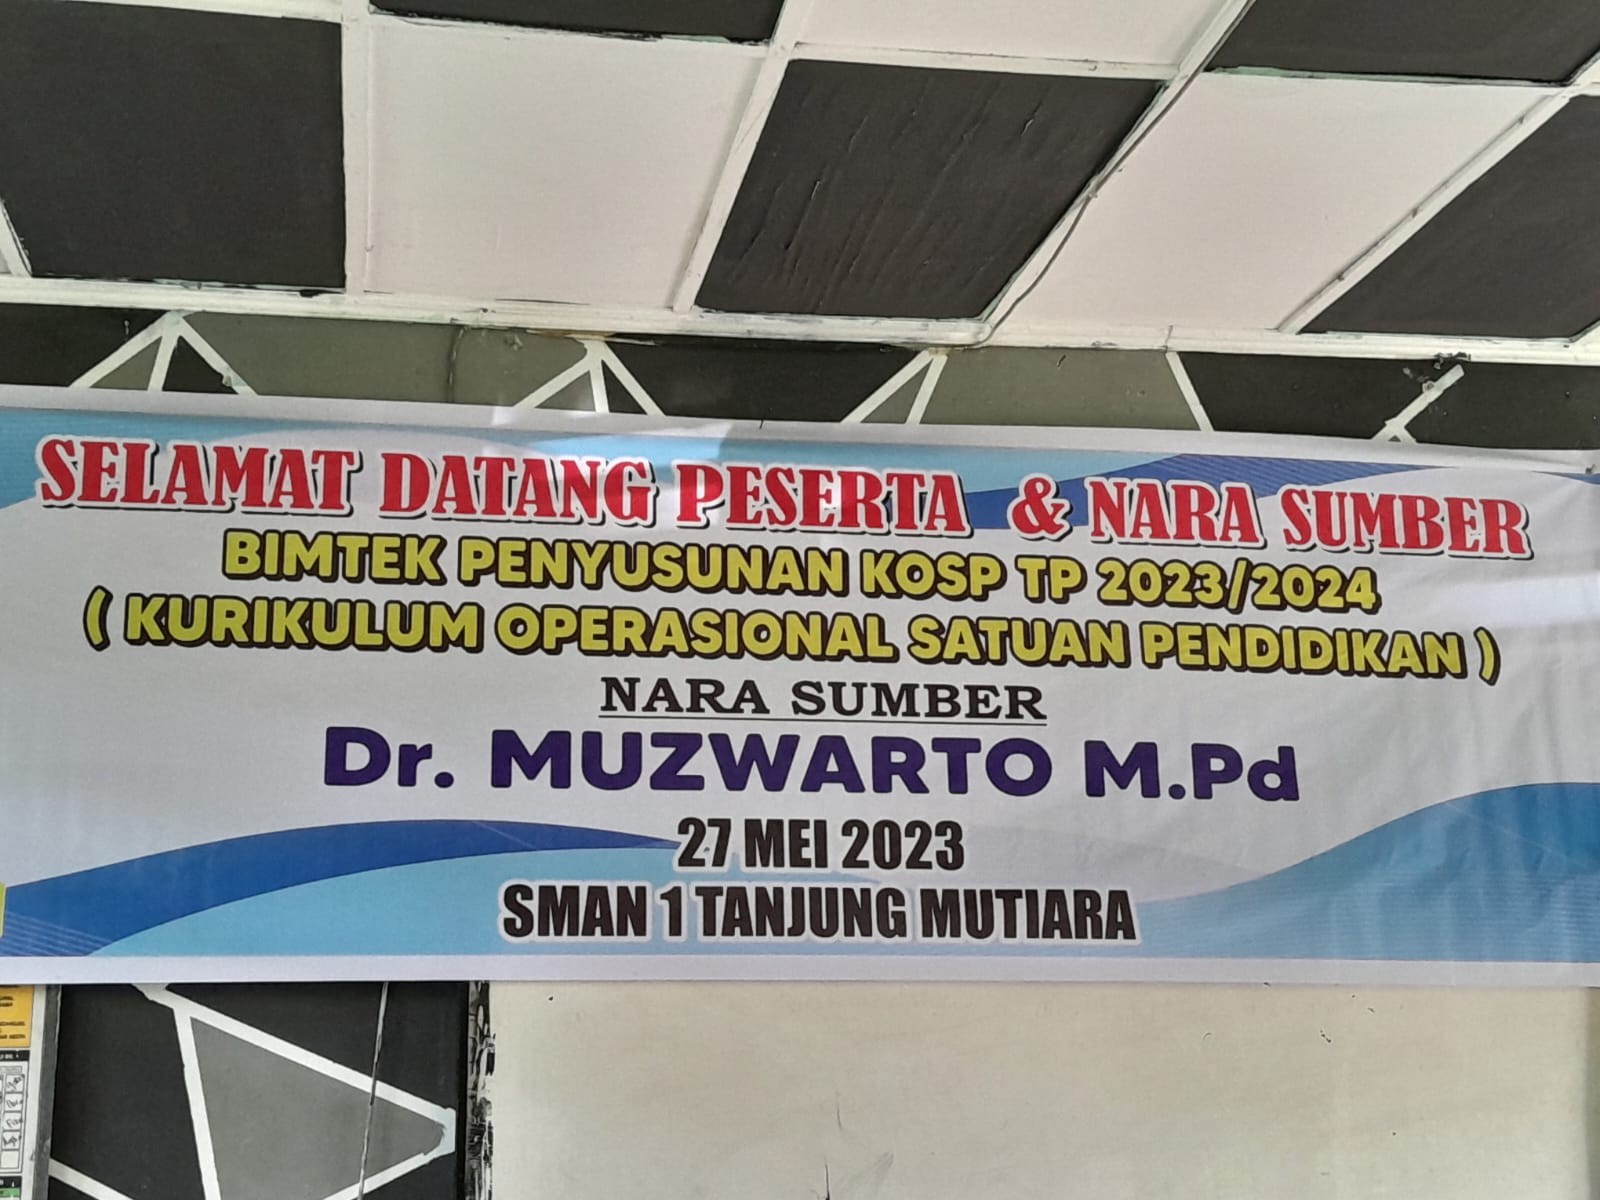 SELAMAT DATANG PESERTA & NARA SUMBER
BIMTEK PENYUSUNAN KOSP TP 2023/2024
( KURIKULUM OPERASIONAL SATUAN PENDIDIKAN )
NARA SUMBER
Dr. MUZWARTO M.Pd
27 MEI 2023
SMAN 1 TANJUNG MUTIARA